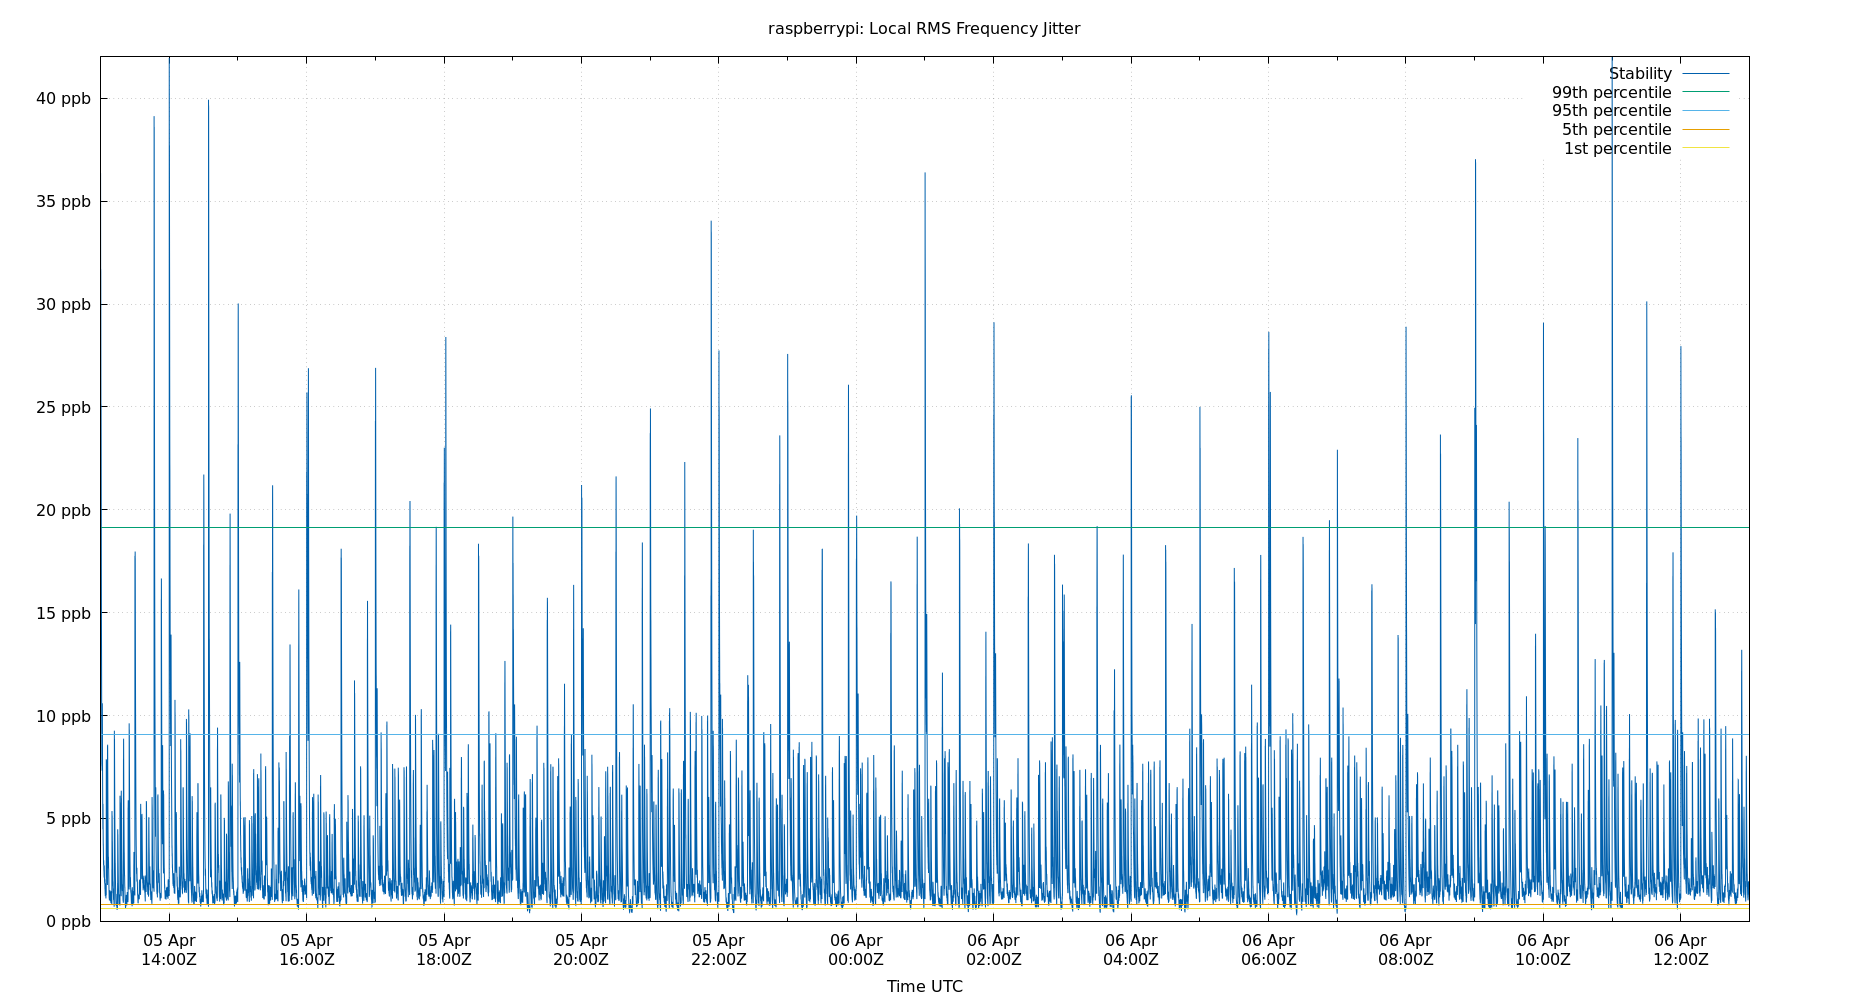 raspberrypi: Local RMS Frequency Jitter
Stability
99th percentile
95th percentile
5th percentile
1st percentile
40 ppb
35 ppb
30 ppb
25 ppb
20 ppb
15 ppb
10 ppb
5 ppb
0 ppb
05 Apr 05 Apr 05 Apr 05 Apr 05 Apr 06 Apr 06 Apr 06 Apr 06 Apr 06 Apr 06 Apr 06 Apr
14:00Z 16:00Z 18:00Z 20:00Z 22:00Z 00:00Z 02:00Z 04:00Z 06:00Z 08:00Z 10:00Z 12:00Z
Time UTC